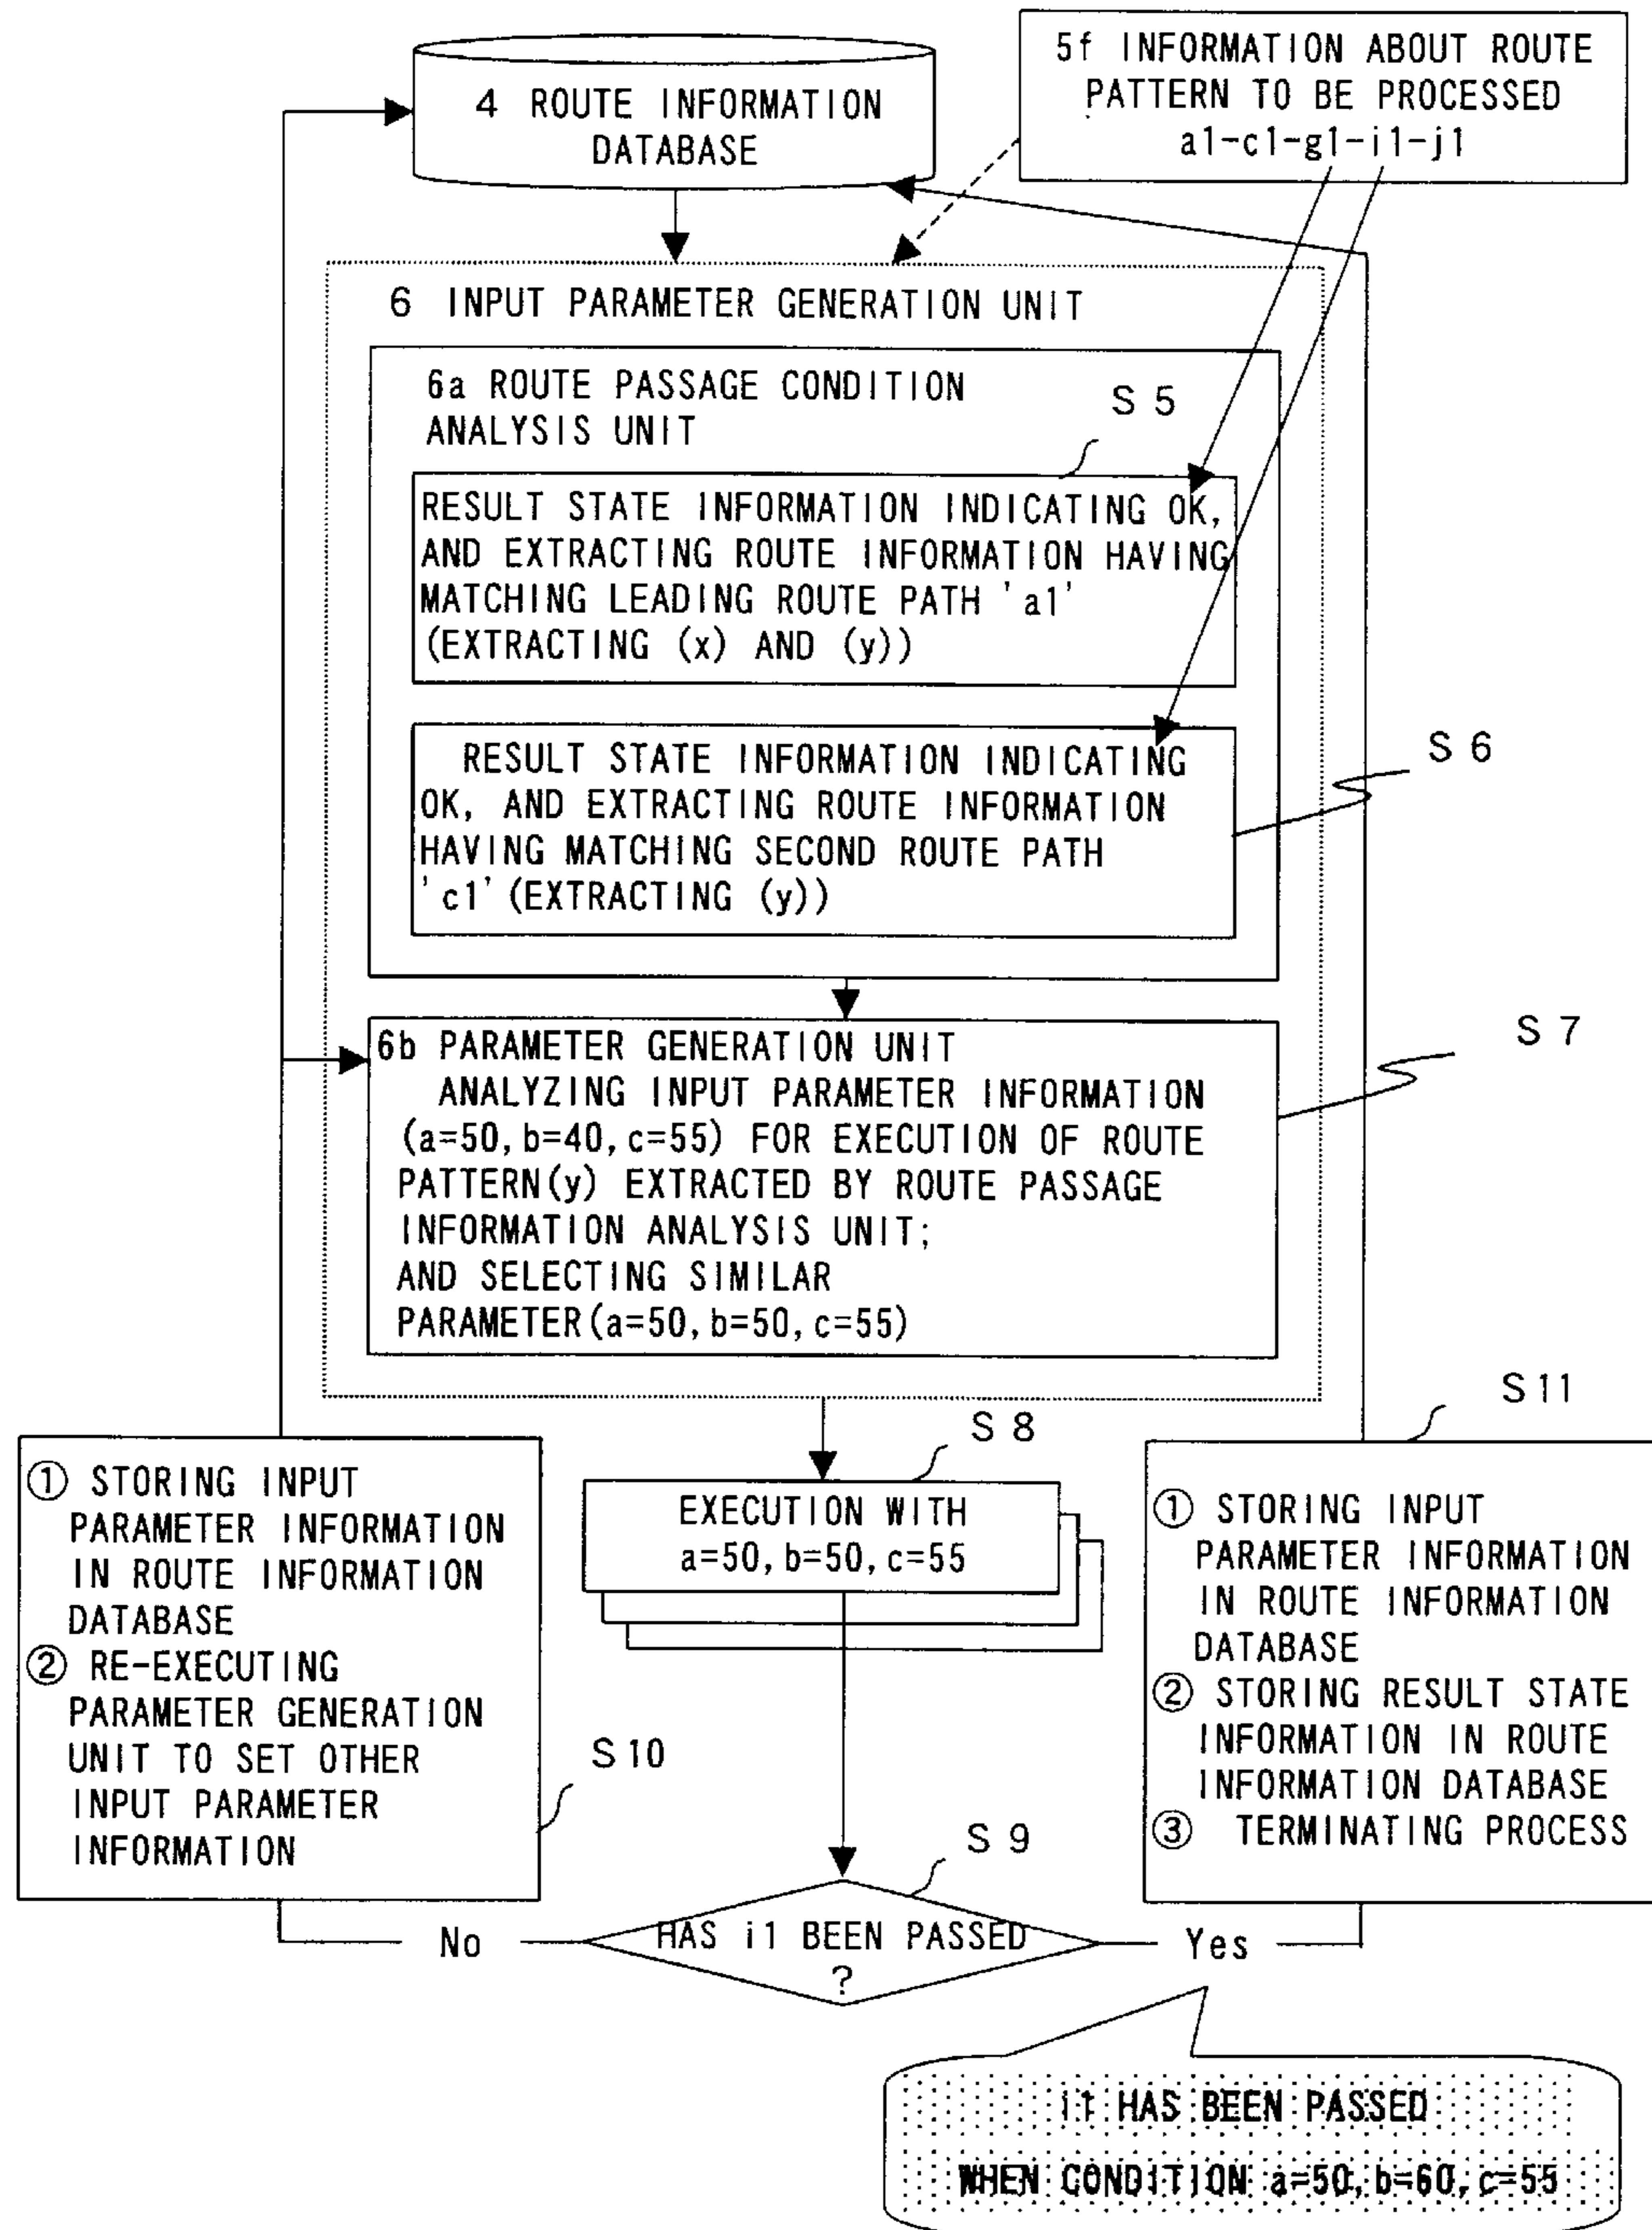 4 ROUTE INFORMATION
DATABASE
5f INFORMATION ABOUT ROUTE
PATTERN TO BE PROCESSED
a1-c1-g1-i1-j1
6 INPUT PARAMETER GENERATION UNIT
6a ROUTE PASSAGE CONDITION
ANALYSIS UNIT
S 5
RESULT STATE INFORMATION INDICATING OK,
AND EXTRACTING ROUTE INFORMATION HAVING
MATCHING LEADING ROUTE PATH 'a1'
(EXTRACTING (x) AND (y))
RESULT STATE INFORMATION INDICATING
OK, AND EXTRACTING ROUTE INFORMATION
HAVING MATCHING SECOND ROUTE PATH
'c1' (EXTRACTING (y))
S 6
6b PARAMETER GENERATION UNIT
ANALYZING INPUT PARAMETER INFORMATION
(a=50, b=40, c=55) FOR EXECUTION OF ROUTE
PATTERN(y) EXTRACTED BY ROUTE PASSAGE
INFORMATION ANALYSIS UNIT;
AND SELECTING SIMILAR
PARAMETER(a=50, b=50, c=55)
S 7
① STORING INPUT
PARAMETER INFORMATION
IN ROUTE INFORMATION
DATABASE
② RE-EXECUTING
PARAMETER GENERATION
UNIT TO SET OTHER
INPUT PARAMETER
INFORMATION
S 10
S 8
EXECUTION WITH
a=50, b=50, c=55
S 11
① STORING INPUT
PARAMETER INFORMATION
IN ROUTE INFORMATION
DATABASE
② STORING RESULT STATE
INFORMATION IN ROUTE
INFORMATION DATABASE
③ TERMINATING PROCESS
S 9
HAS i1 BEEN PASSED
?
No
Yes
i1 HAS BEEN PASSED
WHEN CONDITION a=50, b=60, c=55